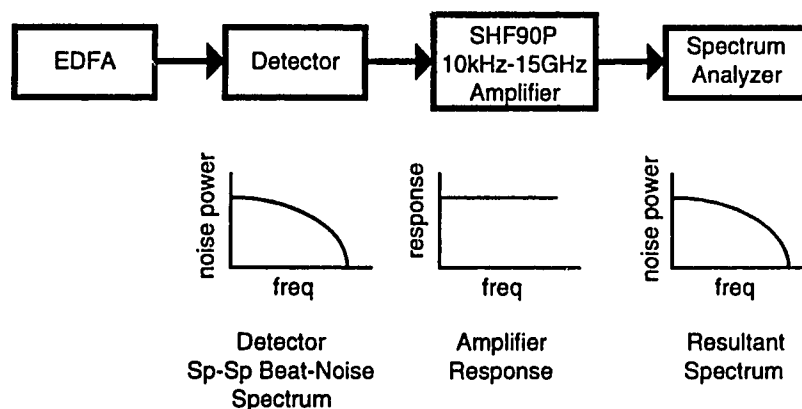 EDFA
Detector
SHF90P
10kHz-15GHz
Amplifier
Spectrum
Analyzer
noise power
freq
response
freq
noise power
freq
Detector
Sp-Sp Beat-Noise
Spectrum
Amplifier
Response
Resultant
Spectrum